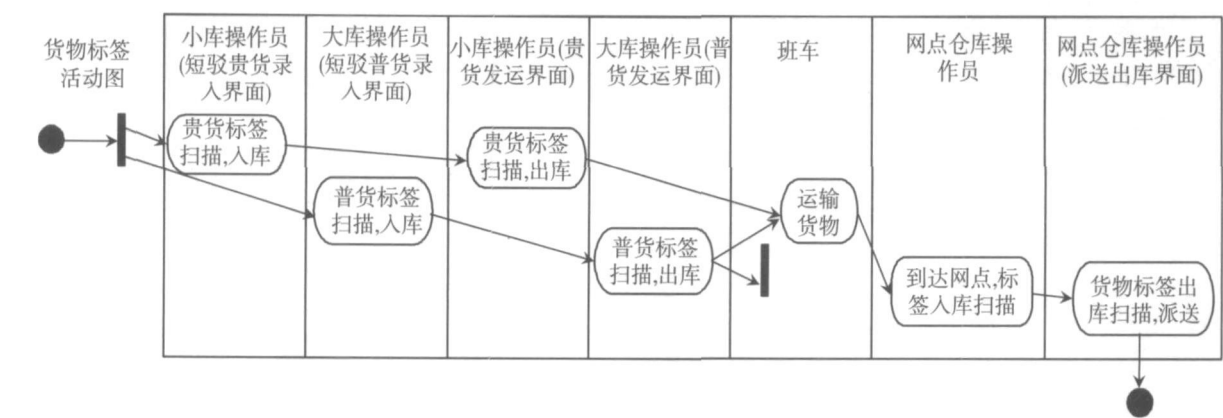 货物标签
活动图
小库操作员
(短驳贵货录
入界面)
大库操作员
(短驳普货录
入界面)
小库操作员(贵
货发运界面)
大库操作员(普
货发运界面)
班车
网点仓库操
作员
网点仓库操作员
(派送出库界面)
贵货标签
扫描,入库
普货标签
扫描,入库
贵货标签
扫描,出库
普货标签
扫描,出库
运输
货物
到达网点,标
签入库扫描
货物标签出
库扫描,派送